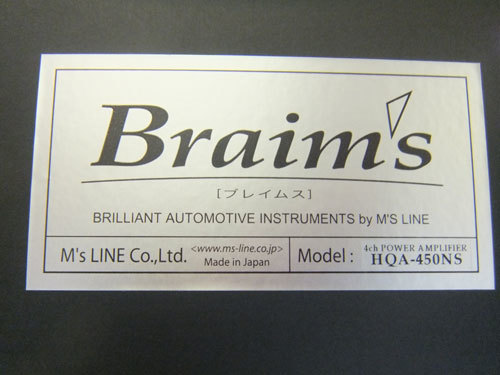 Braim's
[ブレイムス]
BRILLIANT AUTOMOTIVE INSTRUMENTS by M'S LINE
M's LINE Co.,Ltd. <www.ms-line.co.jp> Made in Japan
Model : 4ch POWER AMPLIFIER HQA-450NS